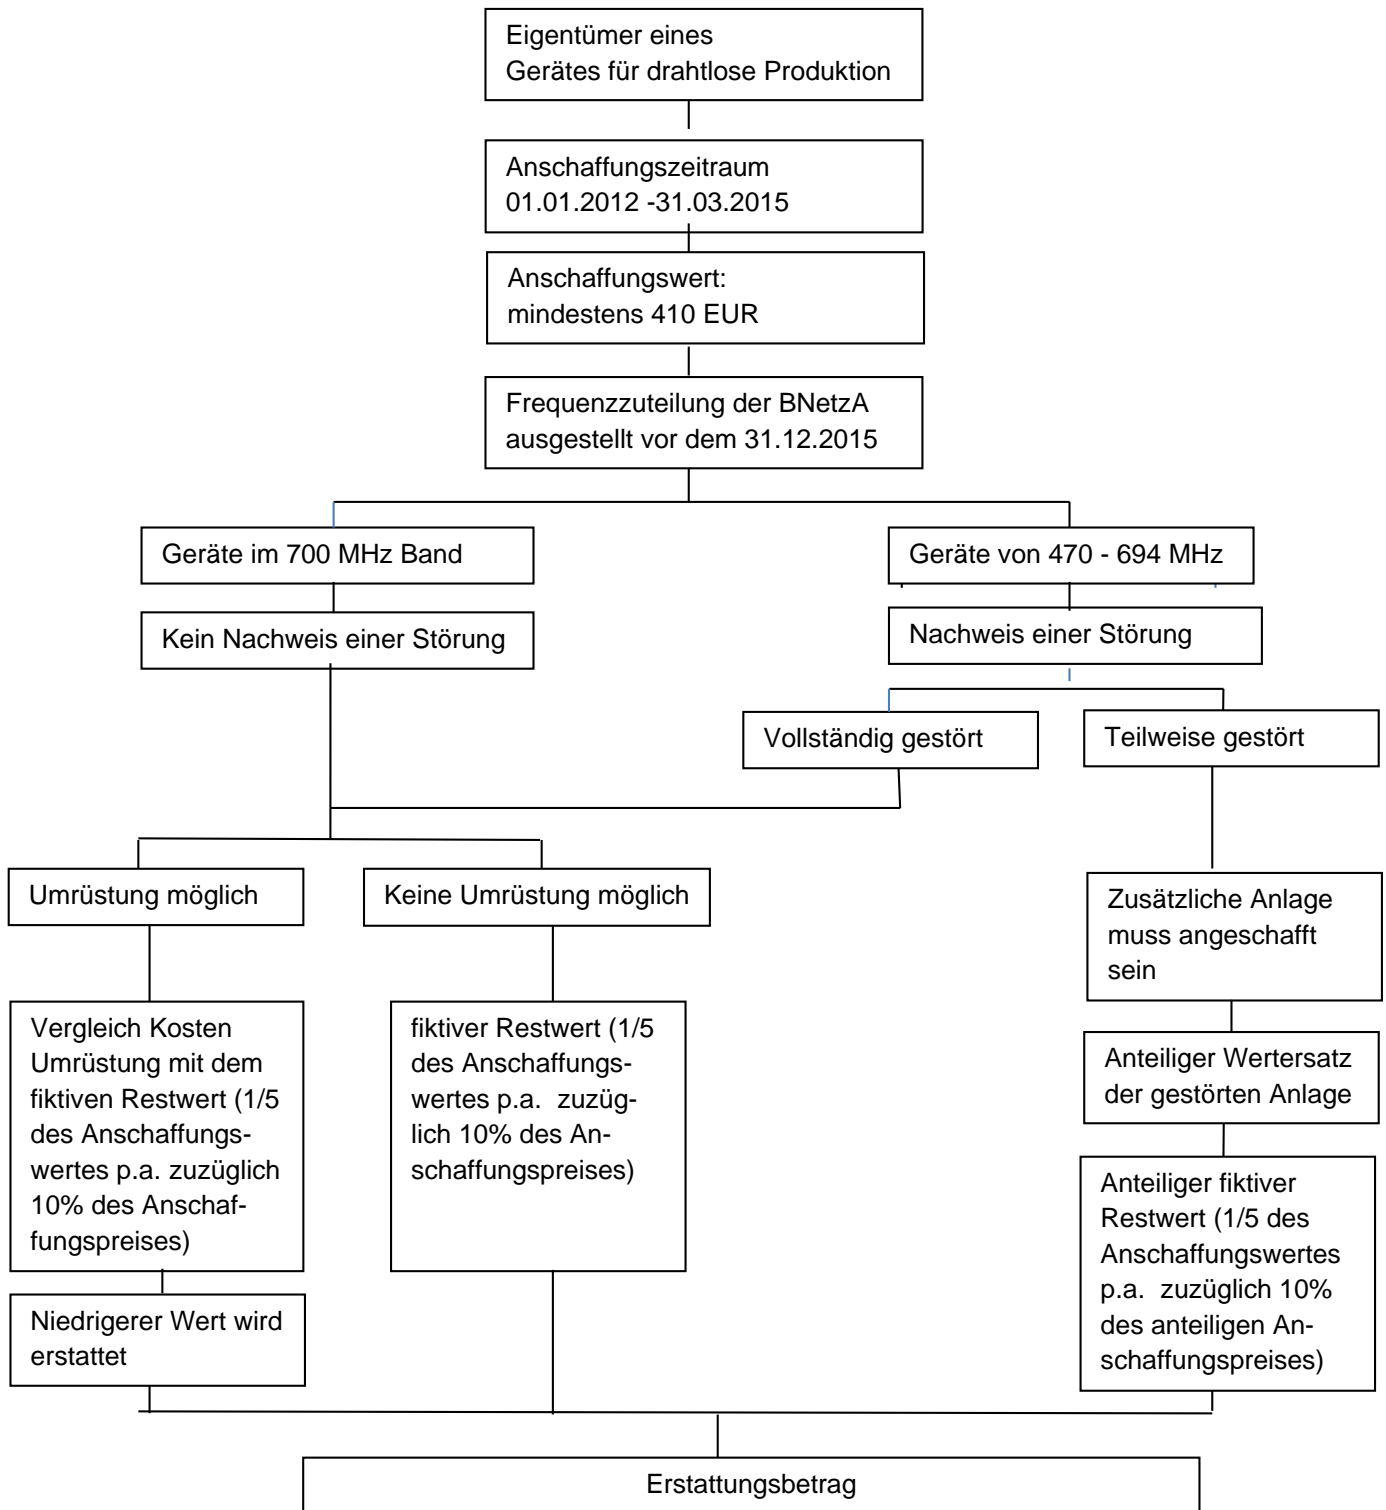 Eigentümer eines
Gerätes für drahtlose Produktion
Anschaffungszeitraum
01.01.2012 -31.03.2015
Anschaffungswert:
mindestens 410 EUR
Frequenzzuteilung der BNetzA
ausgestellt vor dem 31.12.2015
Geräte im 700 MHz Band
Geräte von 470 - 694 MHz
Kein Nachweis einer Störung
Nachweis einer Störung
Vollständig gestört
Teilweise gestört
Umrüstung möglich
Keine Umrüstung möglich
Zusätzliche Anlage
muss angeschafft
sein
Vergleich Kosten
Umrüstung mit dem
fiktiven Restwert (1/5
des Anschaffungs-
wertes p.a. zuzüglich
10% des Anschaf-
fungspreises)
fiktiver Restwert (1/5
des Anschaffungs-
wertes p.a.  zuzüg-
lich 10% des An-
schaffungspreises)
Anteiliger Wertersatz
der gestörten Anlage
Anteiliger fiktiver
Restwert (1/5 des
Anschaffungswertes
p.a.  zuzüglich 10%
des anteiligen An-
schaffungspreises)
Niedrigerer Wert wird
erstattet
Erstattungsbetrag